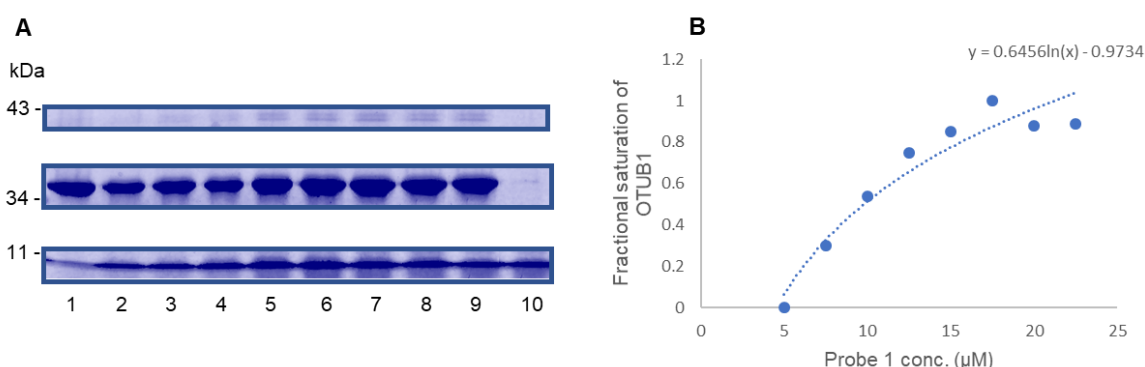 A
kDa
43 -
34 -
11 -
1 2 3 4 5 6 7 8 9 10
B
y = 0.6456ln(x) - 0.9734
Fractional saturation of
OTUB1
1.2
1
0.8
0.6
0.4
0.2
0
0 5 10 15 20 25
Probe 1 conc. (µM)